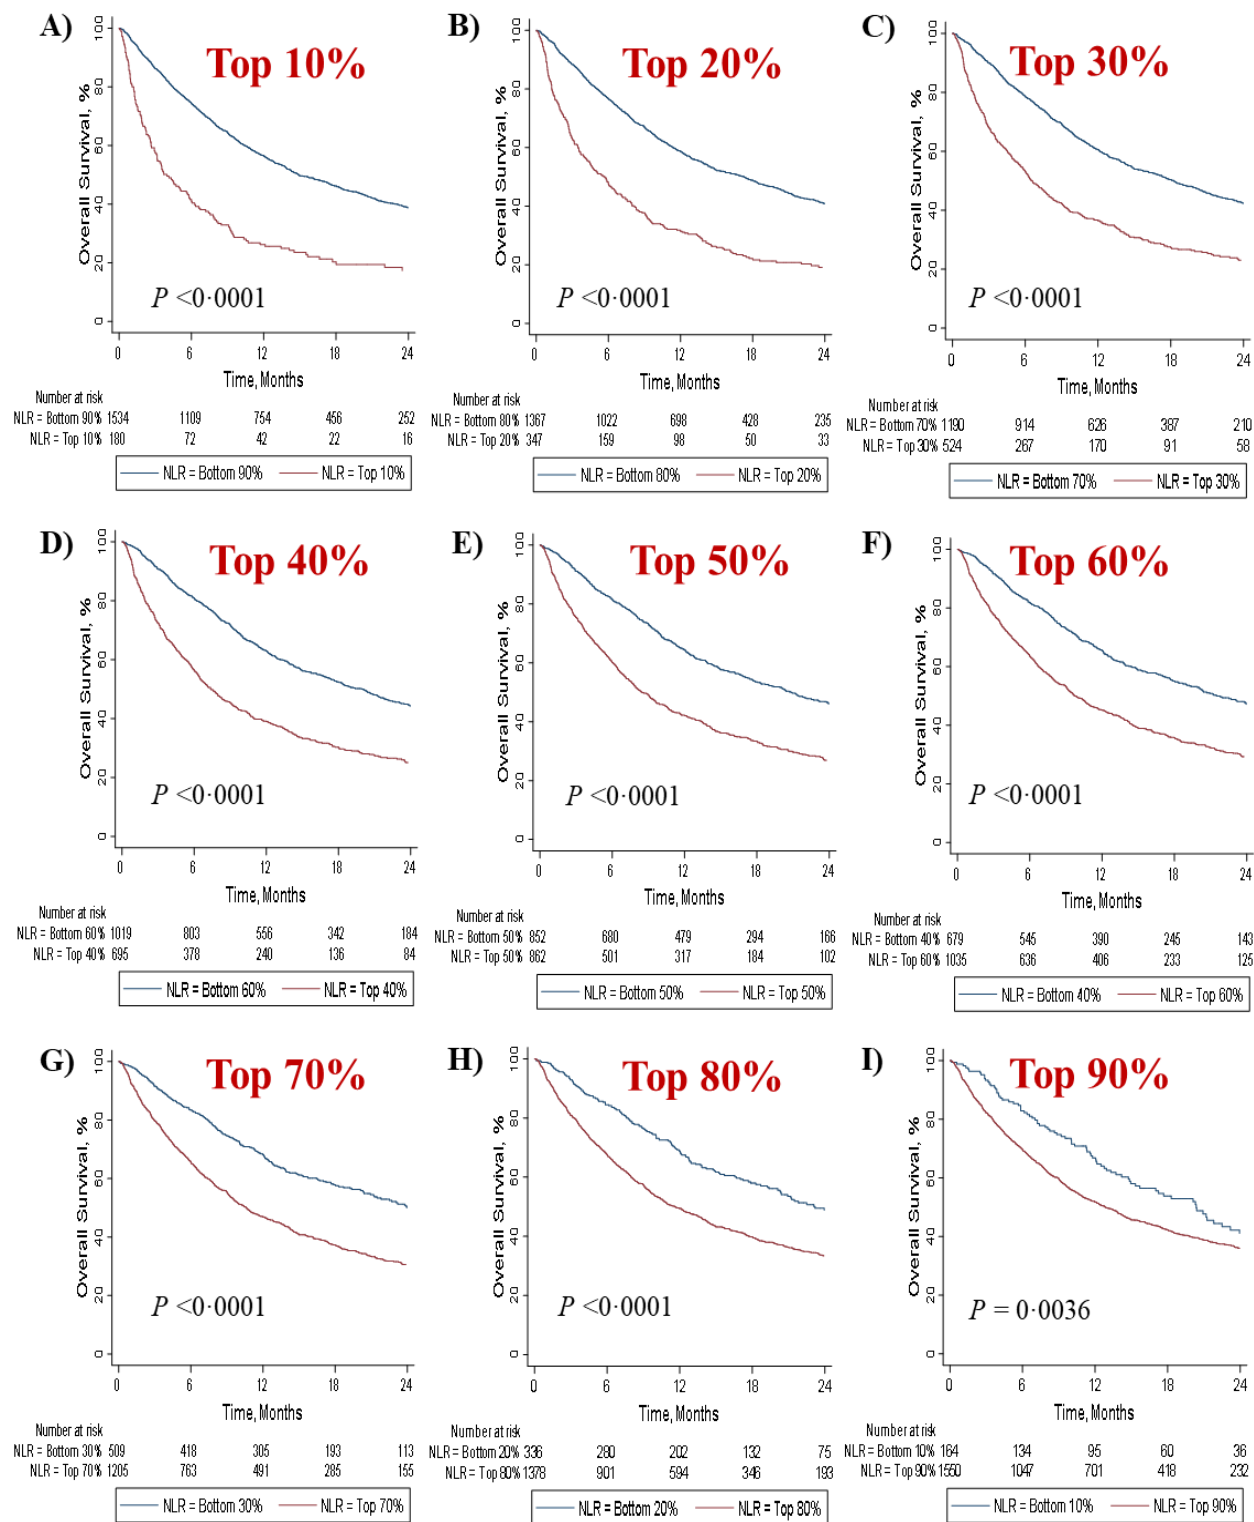 A)
Top 10%
Overall Survival, %
100
80
60
40
20
0
P <0·0001
0 6 12 18 24
Time, Months
Number at risk
NLR = Bottom 90% 1534 1109 754 456 252
NLR = Top 10% 180 72 42 22 16
NLR = Bottom 90% NLR = Top 10%
B)
Top 20%
Overall Survival, %
100
80
60
40
20
0
P <0·0001
0 6 12 18 24
Time, Months
Number at risk
NLR = Bottom 80% 1367 1022 698 428 235
NLR = Top 20% 347 159 98 50 33
NLR = Bottom 80% NLR = Top 20%
C)
Top 30%
Overall Survival, %
100
80
60
40
20
0
P <0·0001
0 6 12 18 24
Time, Months
Number at risk
NLR = Bottom 70% 1190 914 626 387 210
NLR = Top 30% 524 267 170 91 58
NLR = Bottom 70% NLR = Top 30%
D)
Top 40%
Overall Survival, %
100
80
60
40
20
0
P <0·0001
0 6 12 18 24
Time, Months
Number at risk
NLR = Bottom 60% 1019 803 556 342 184
NLR = Top 40% 695 378 240 136 84
NLR = Bottom 60% NLR = Top 40%
E)
Top 50%
Overall Survival, %
100
80
60
40
20
0
P <0·0001
0 6 12 18 24
Time, Months
Number at risk
NLR = Bottom 50% 852 680 479 294 166
NLR = Top 50% 862 501 317 184 102
NLR = Bottom 50% NLR = Top 50%
F)
Top 60%
Overall Survival, %
100
80
60
40
20
0
P <0·0001
0 6 12 18 24
Time, Months
Number at risk
NLR = Bottom 40% 679 545 390 245 143
NLR = Top 60% 1035 636 406 233 125
NLR = Bottom 40% NLR = Top 60%
G)
Top 70%
Overall Survival, %
100
80
60
40
20
0
P <0·0001
0 6 12 18 24
Time, Months
Number at risk
NLR = Bottom 30% 509 418 305 193 113
NLR = Top 70% 1205 763 491 285 155
NLR = Bottom 30% NLR = Top 70%
H)
Top 80%
Overall Survival, %
100
80
60
40
20
0
P <0·0001
0 6 12 18 24
Time, Months
Number at risk
NLR = Bottom 20% 336 280 202 132 75
NLR = Top 80% 1378 901 594 346 193
NLR = Bottom 20% NLR = Top 80%
I)
Top 90%
Overall Survival, %
100
80
60
40
20
0
P = 0·0036
0 6 12 18 24
Time, Months
Number at risk
NLR = Bottom 10% 164 134 95 60 36
NLR = Top 90% 1550 1047 701 418 232
NLR = Bottom 10% NLR = Top 90%